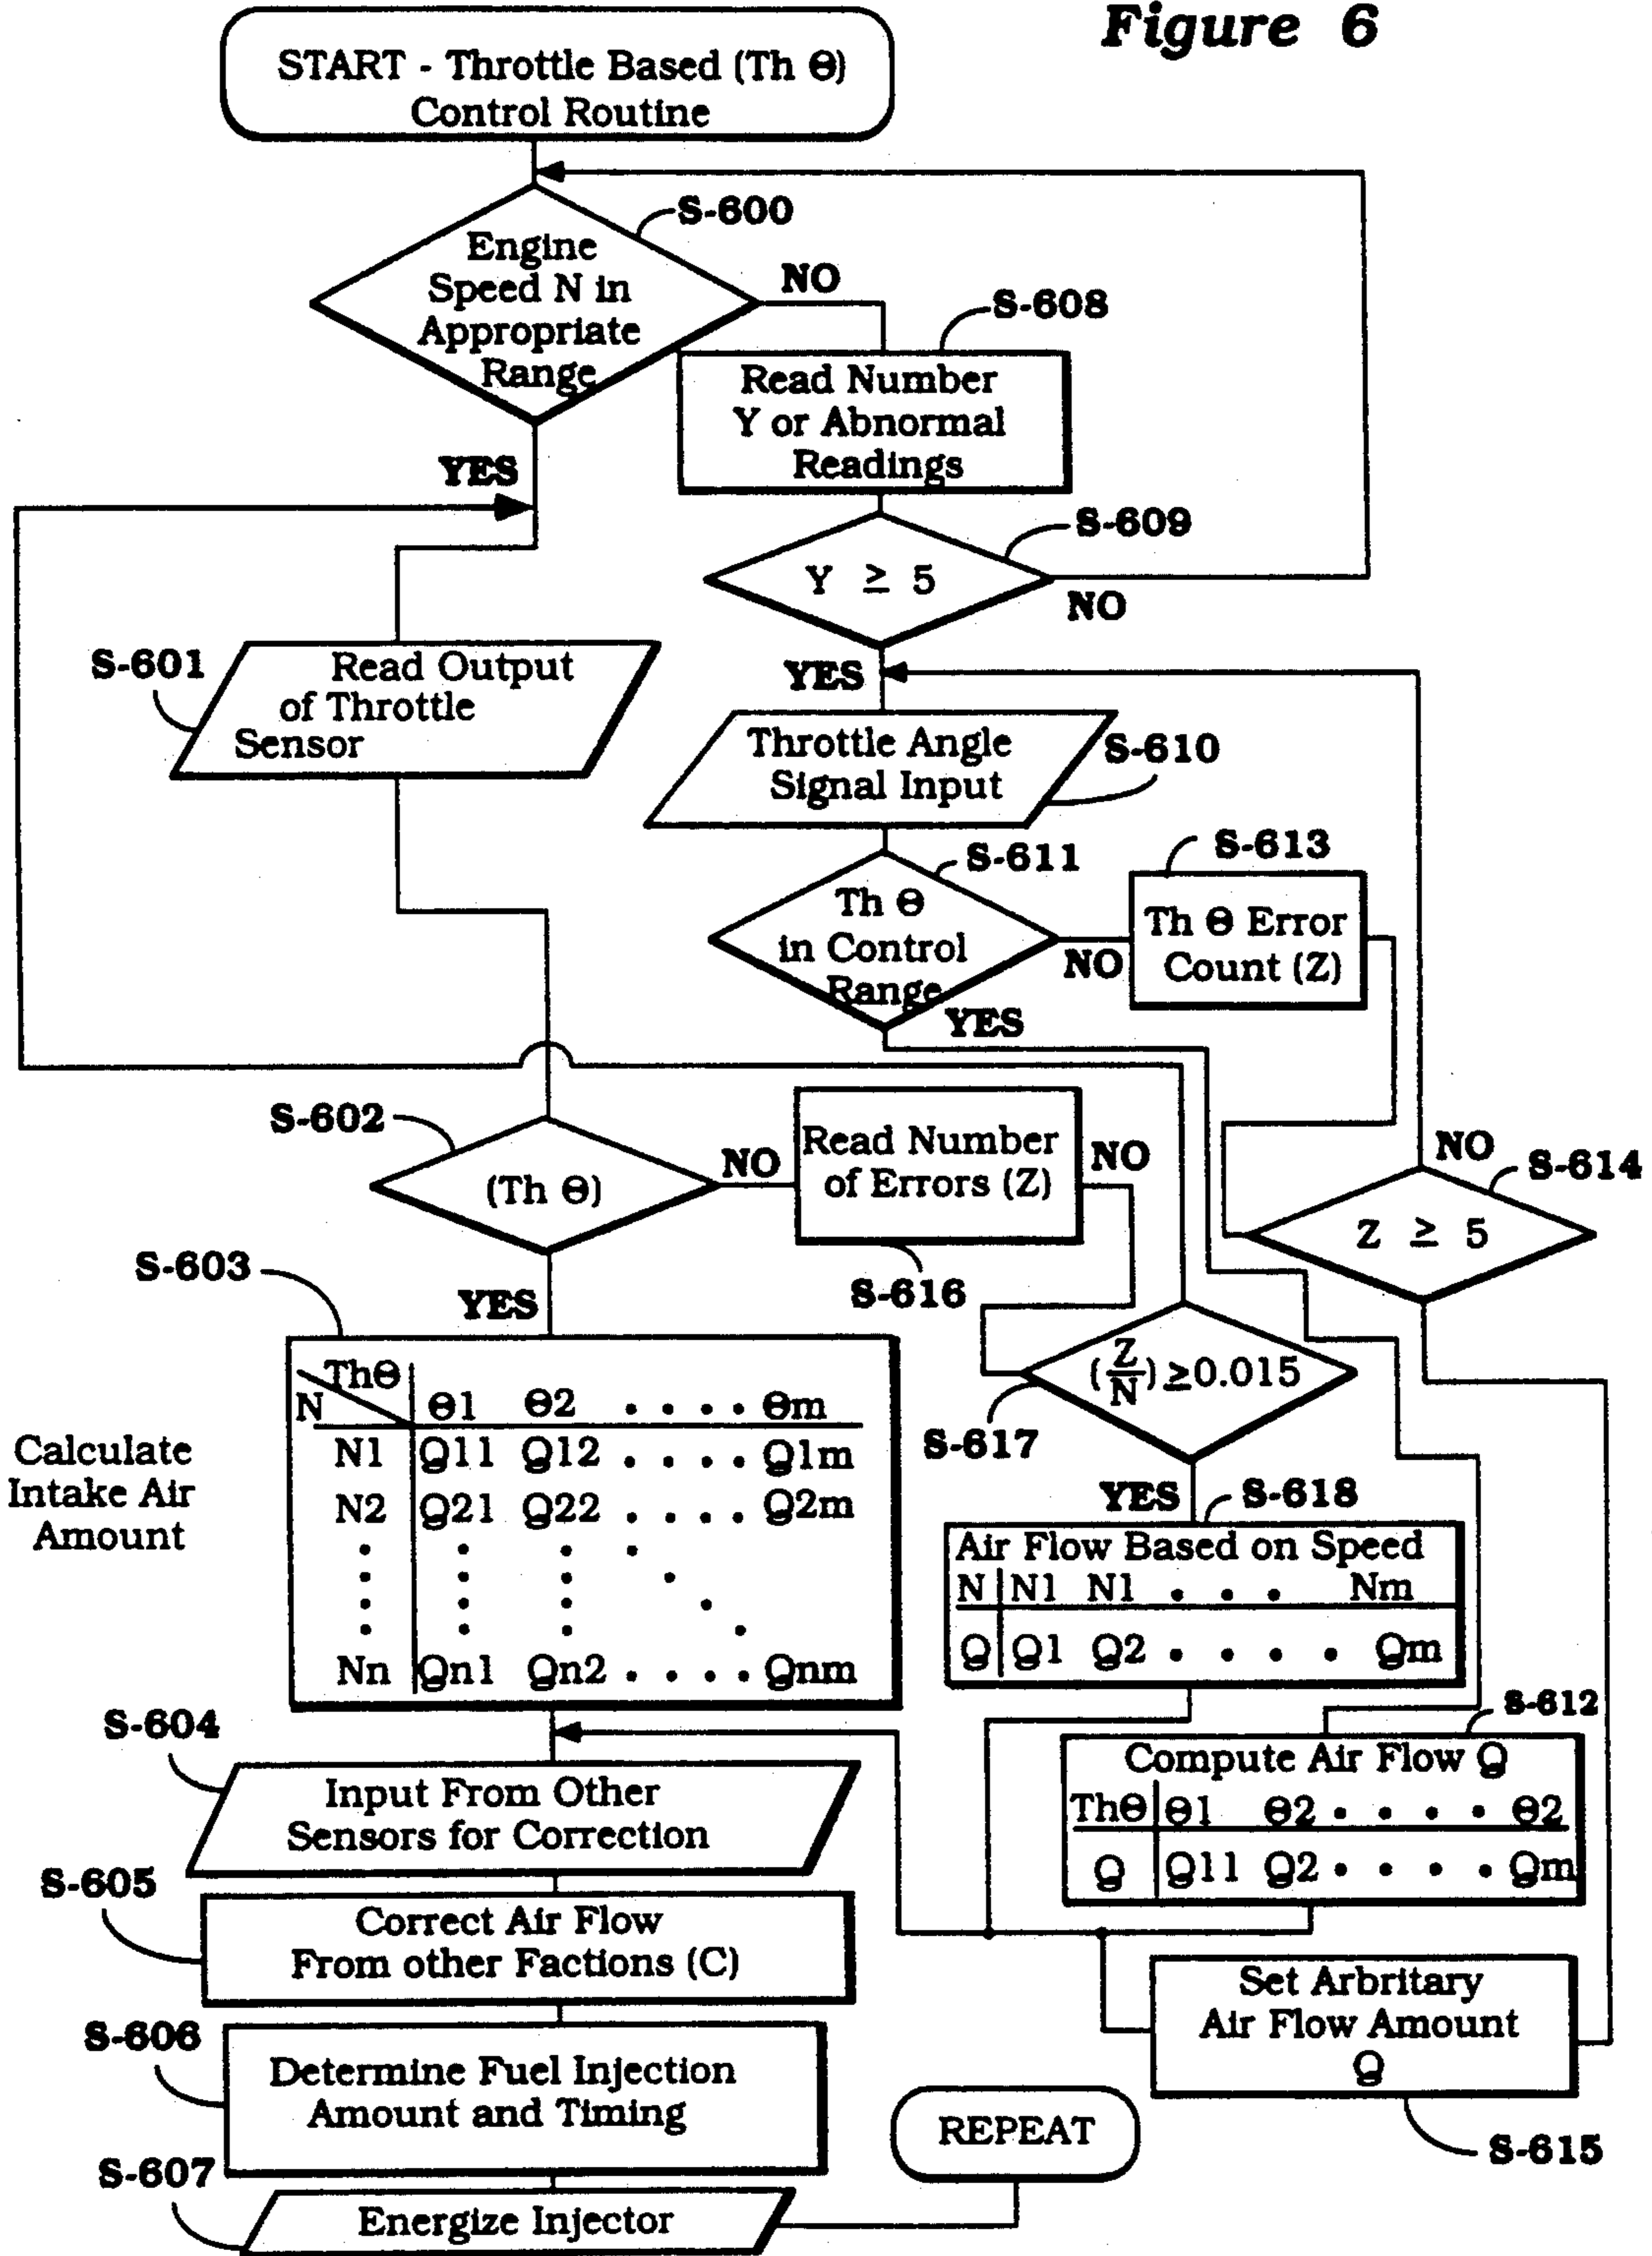 Figure 6
START - Throttle Based (Th Θ)
Control Routine
S-600
Engine
Speed N in
Appropriate
Range
NO
S-608
Read Number
Y or Abnormal
Readings
YES
S-609
Y ≥ 5
NO
S-601
Read Output
of Throttle
Sensor
YES
Throttle Angle
Signal Input
S-610
S-611
Th Θ
in Control
Range
NO
S-613
Th Θ Error
Count (Z)
YES
S-602
(Th Θ)
NO
Read Number
of Errors (Z)
NO
S-616
NO
S-614
Z ≥ 5
S-603
YES
(Z/N) ≥0.015
S-617
Calculate
Intake Air
Amount
ThΘ
N Θ1 Θ2 . . . . Θm
N1 Q11 Q12 . . . . Q1m
N2 Q21 Q22 . . . . Q2m
. . . .
. . . .
. . . .
. . . .
Nn Qn1 Qn2 . . . . Qnm
YES
S-618
Air Flow Based on Speed
N N1 N1 . . . Nm
Q Q1 Q2 . . . . Qm
S-612
Compute Air Flow Q
ThΘ Θ1 Θ2 . . . . Θ2
Q Q11 Q2 . . . . Qm
S-604
Input From Other
Sensors for Correction
S-605
Correct Air Flow
From other Factions (C)
Set Arbritary
Air Flow Amount
Q
S-615
S-606
Determine Fuel Injection
Amount and Timing
REPEAT
S-607
Energize Injector